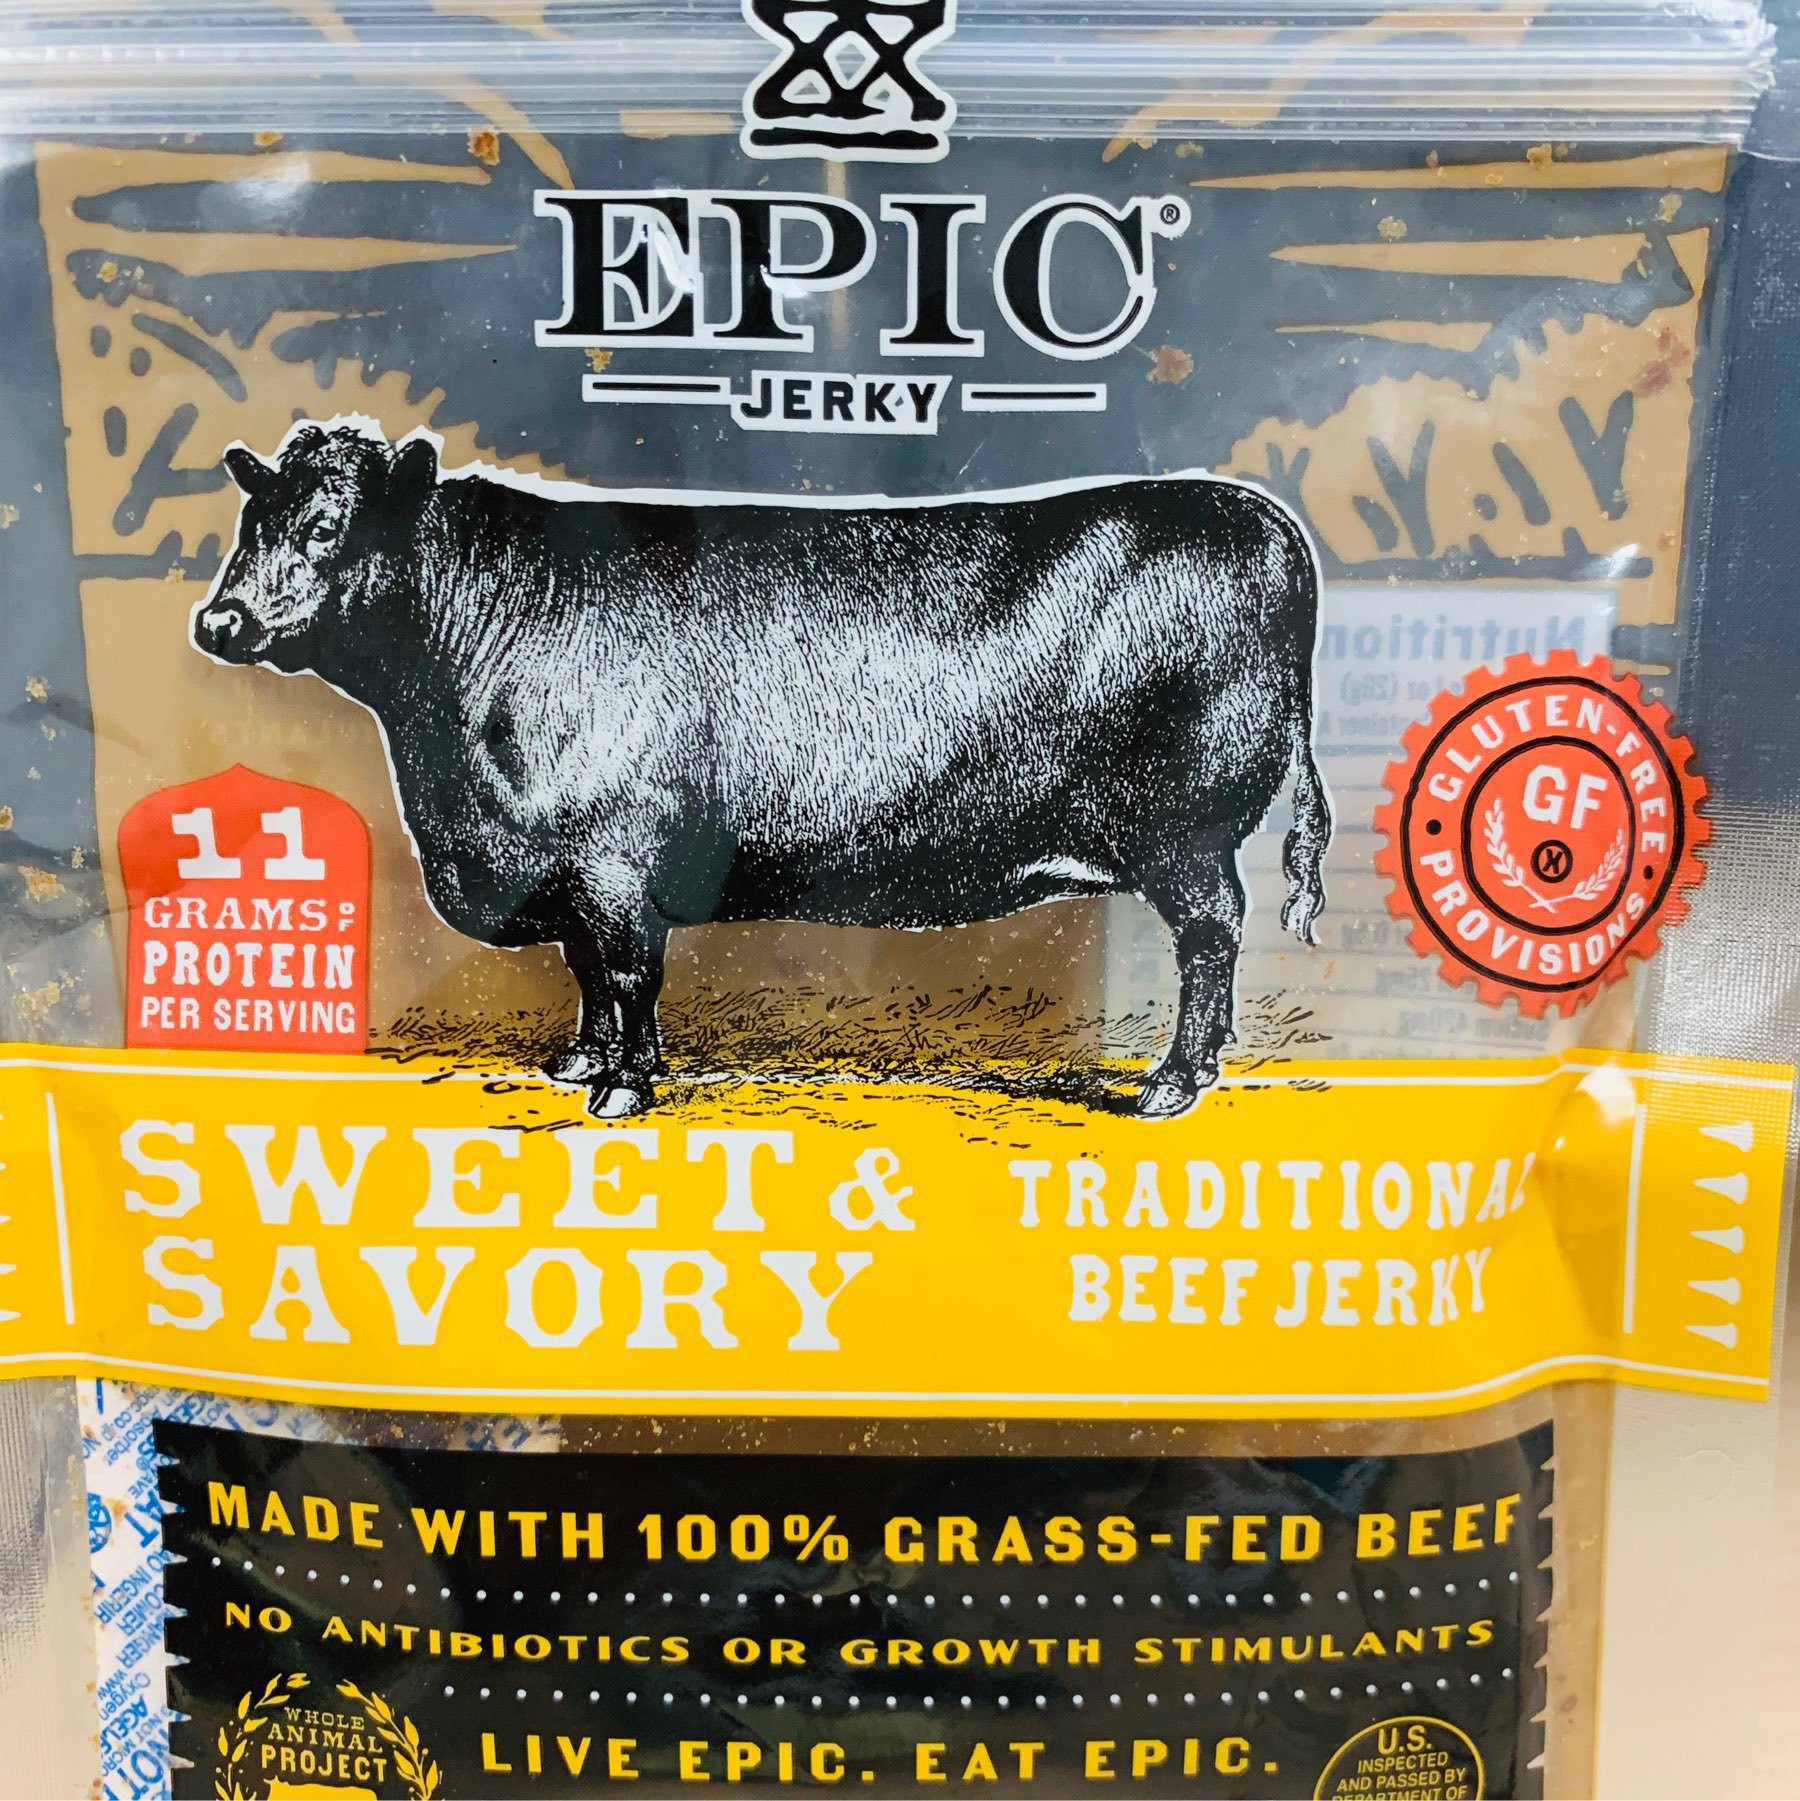 EPIC®
JERKY
11
GRAMS OF
PROTEIN
PER SERVING
GLUTEN-FREE
GF
PROVISIONS
SWEET &
SAVORY
TRADITIONAL
BEEF JERKY
MADE WITH 100% GRASS-FED BEEF
NO ANTIBIOTICS OR GROWTH STIMULANTS
LIVE EPIC. EAT EPIC.
WHOLE
ANIMAL
PROJECT
U.S.
INSPECTED
AND PASSED BY
DEPARTMENT OF
Nutrition